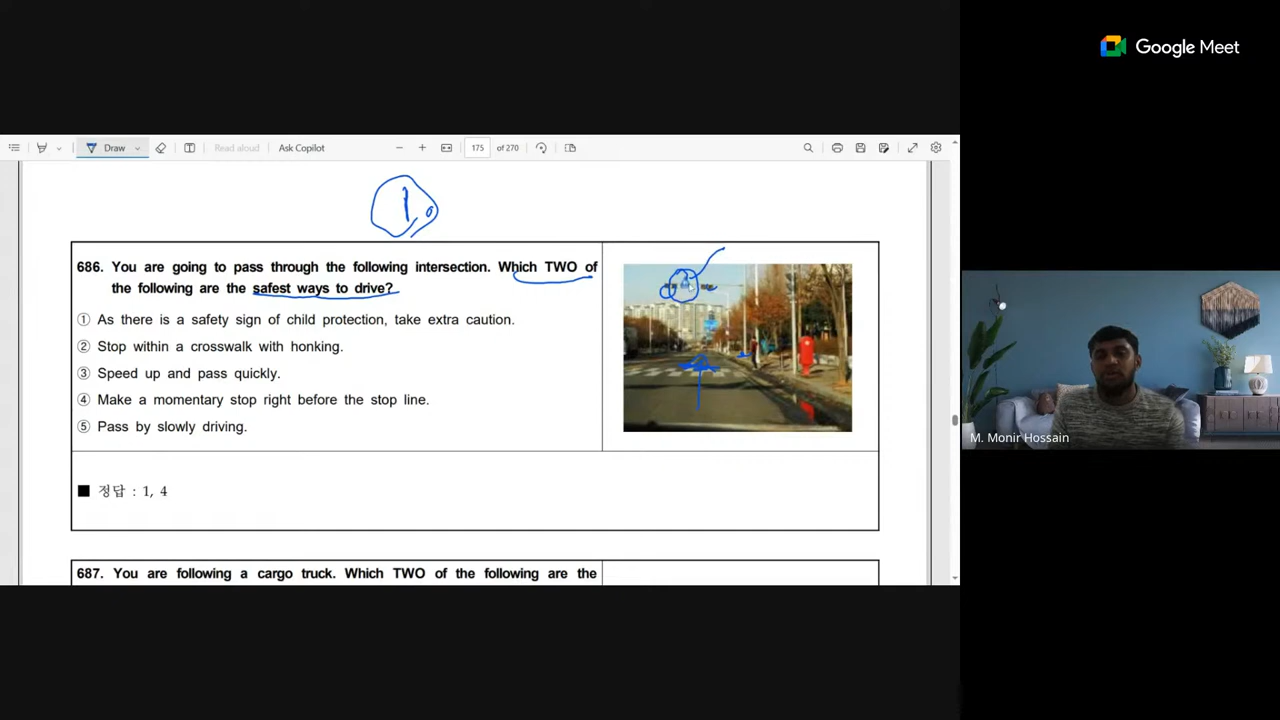 Google Meet
Draw
Read aloud
Ask Copilot
175
of 270
1.
686. You are going to pass through the following intersection. Which TWO of
the following are the safest ways to drive?
① As there is a safety sign of child protection, take extra caution.
② Stop within a crosswalk with honking.
③ Speed up and pass quickly.
④ Make a momentary stop right before the stop line.
⑤ Pass by slowly driving.
■ 정답 : 1, 4
687. You are following a cargo truck. Which TWO of the following are the
M. Monir Hossain